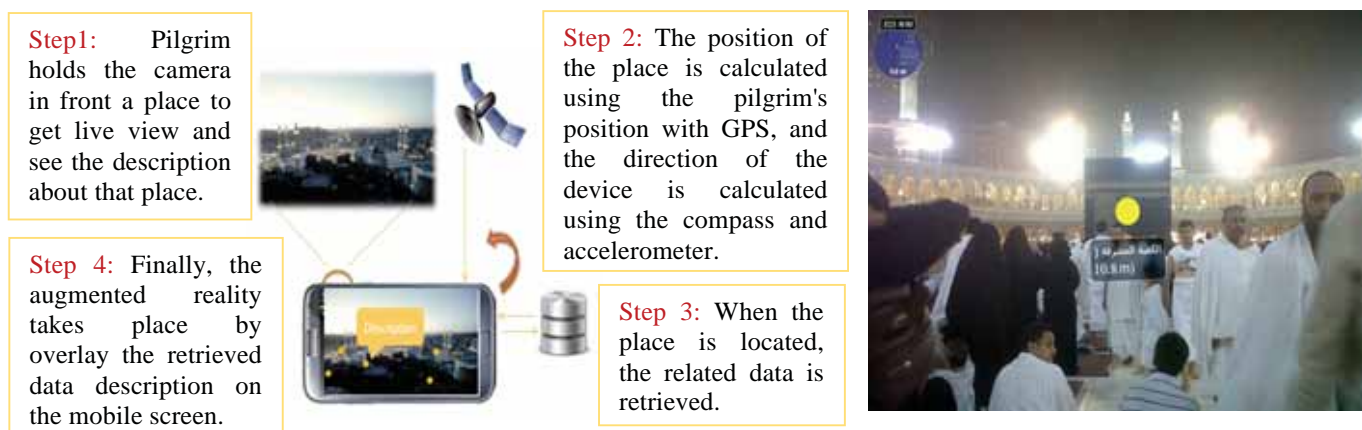 Step1: Pilgrim
holds the camera
in front a place to
get live view and
see the description
about that place.
Step 2: The position of
the place is calculated
using the pilgrim's
position with GPS, and
the direction of the
device is calculated
using the compass and
accelerometer.
Step 4: Finally, the
augmented reality
takes place by
overlay the retrieved
data description on
the mobile screen.
Description
Step 3: When the
place is located,
the related data is
retrieved.
الكعبة المشرفة (
10.8m)